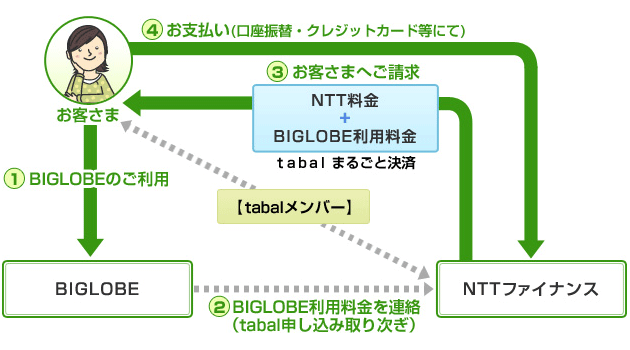 ④お支払い(口座振替・クレジットカード等にて)
③お客さまへご請求
NTT料金
+
BIGLOBE利用料金
tabal まるごと決済
お客さま
①BIGLOBEのご利用
【tabalメンバー】
BIGLOBE
NTTファイナンス
②BIGLOBE利用料金を連絡
(tabal申し込み取り次ぎ)